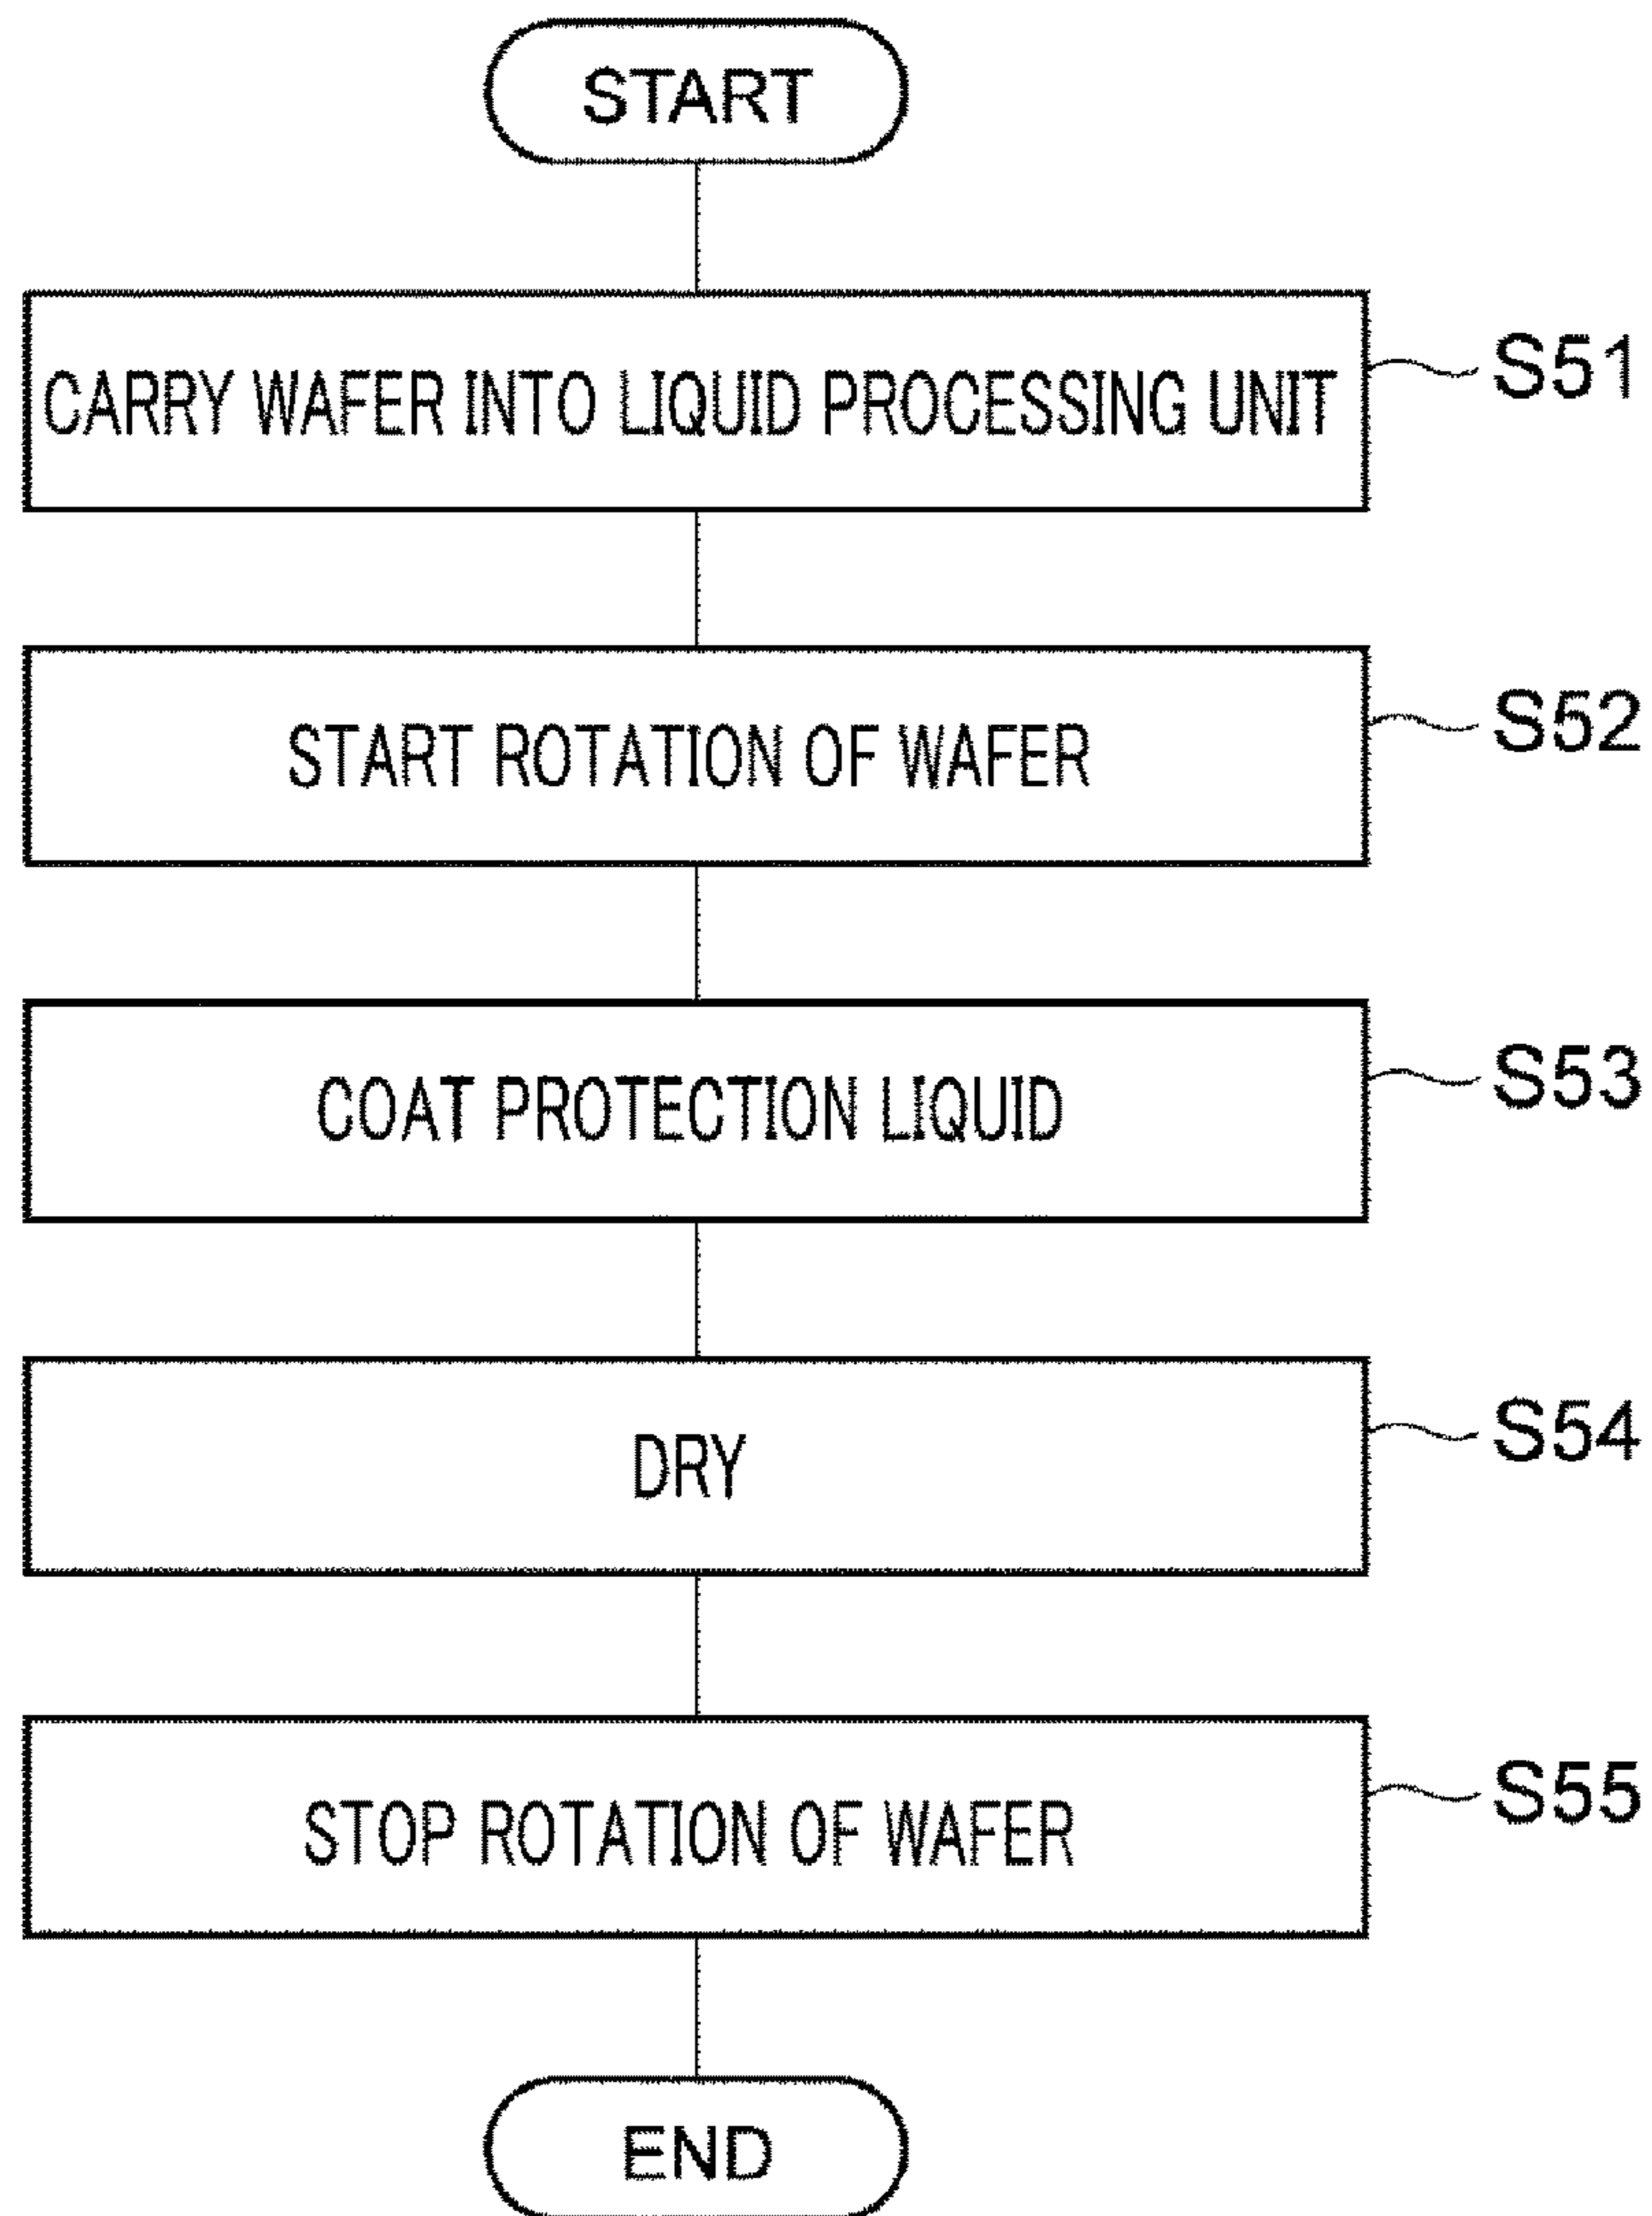 START
CARRY WAFER INTO LIQUID PROCESSING UNIT
S51
START ROTATION OF WAFER
S52
COAT PROTECTION LIQUID
S53
DRY
S54
STOP ROTATION OF WAFER
S55
END